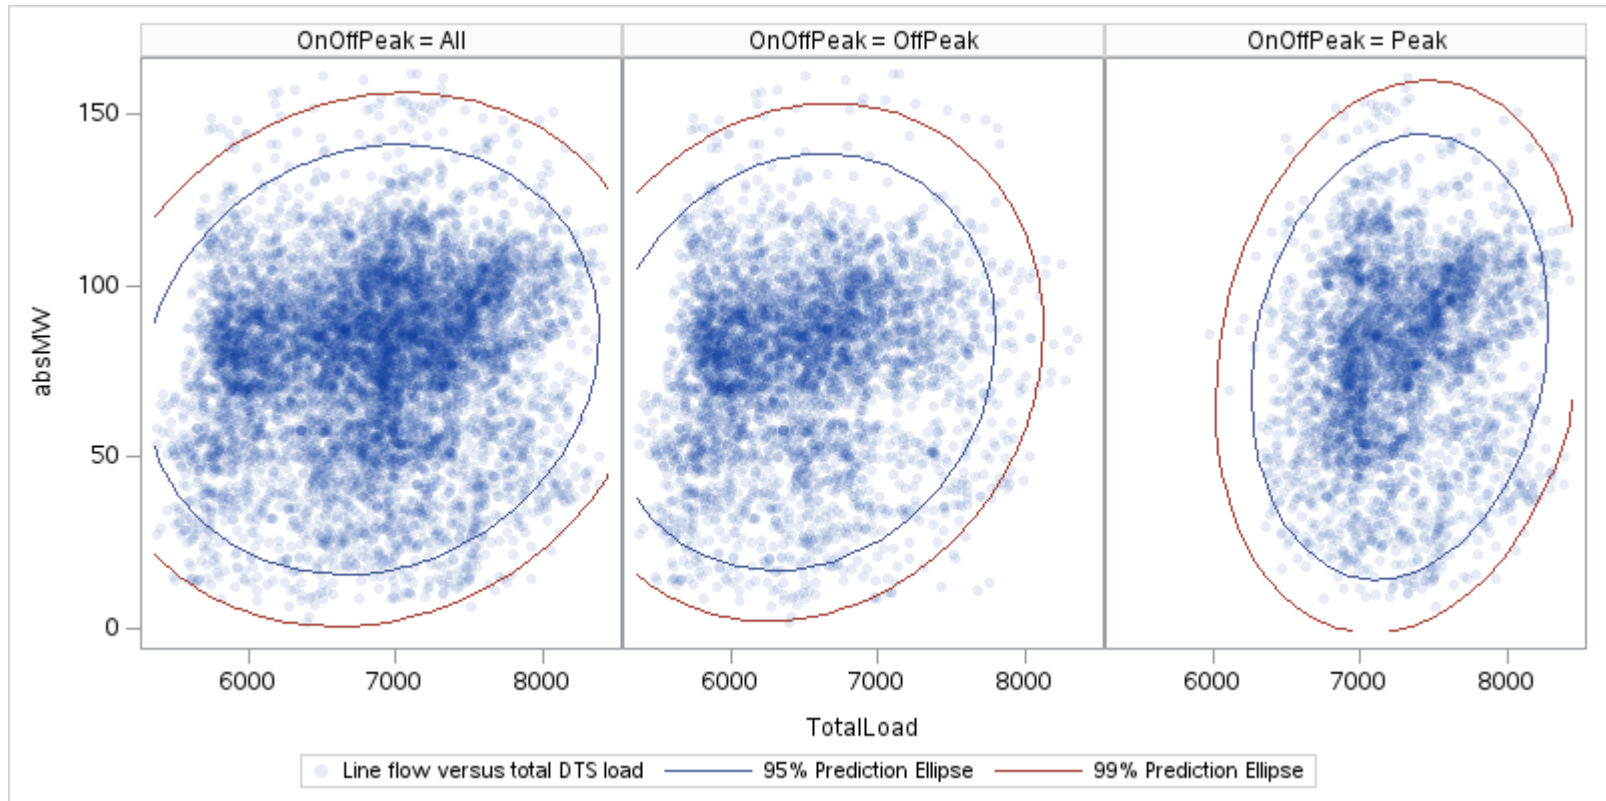 OnOffPeak = All
OnOffPeak = OffPeak
OnOffPeak = Peak
absMW
150
100
50
0
6000 7000 8000
6000 7000 8000
6000 7000 8000
TotalLoad
Line flow versus total DTS load
95% Prediction Ellipse
99% Prediction Ellipse